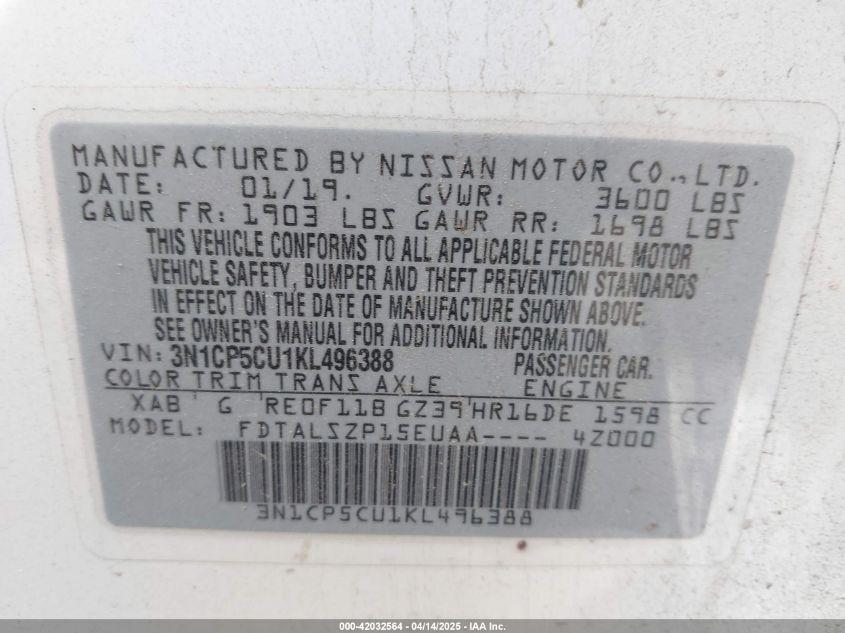 MANUFACTURED BY NISSAN MOTOR CO.,LTD.
DATE: 01/19. GVWR: 3600 LBS
GAWR FR: 1903 LBS GAWR RR: 1698 LBS
THIS VEHICLE CONFORMS TO ALL APPLICABLE FEDERAL MOTOR
VEHICLE SAFETY, BUMPER AND THEFT PREVENTION STANDARDS
IN EFFECT ON THE DATE OF MANUFACTURE SHOWN ABOVE.
SEE OWNER'S MANUAL FOR ADDITIONAL INFORMATION.
VIN: 3N1CP5CU1KL496388 PASSENGER CAR.
COLOR TRIM TRANS AXLE ENGINE
XAB G RE0F11B GZ39 HR16DE 1598 CC
MODEL: FDTALSZP15EUAA---- 4Z000
3N1CP5CU1KL496388
000-42032564 - 04/14/2025 - IAA Inc.